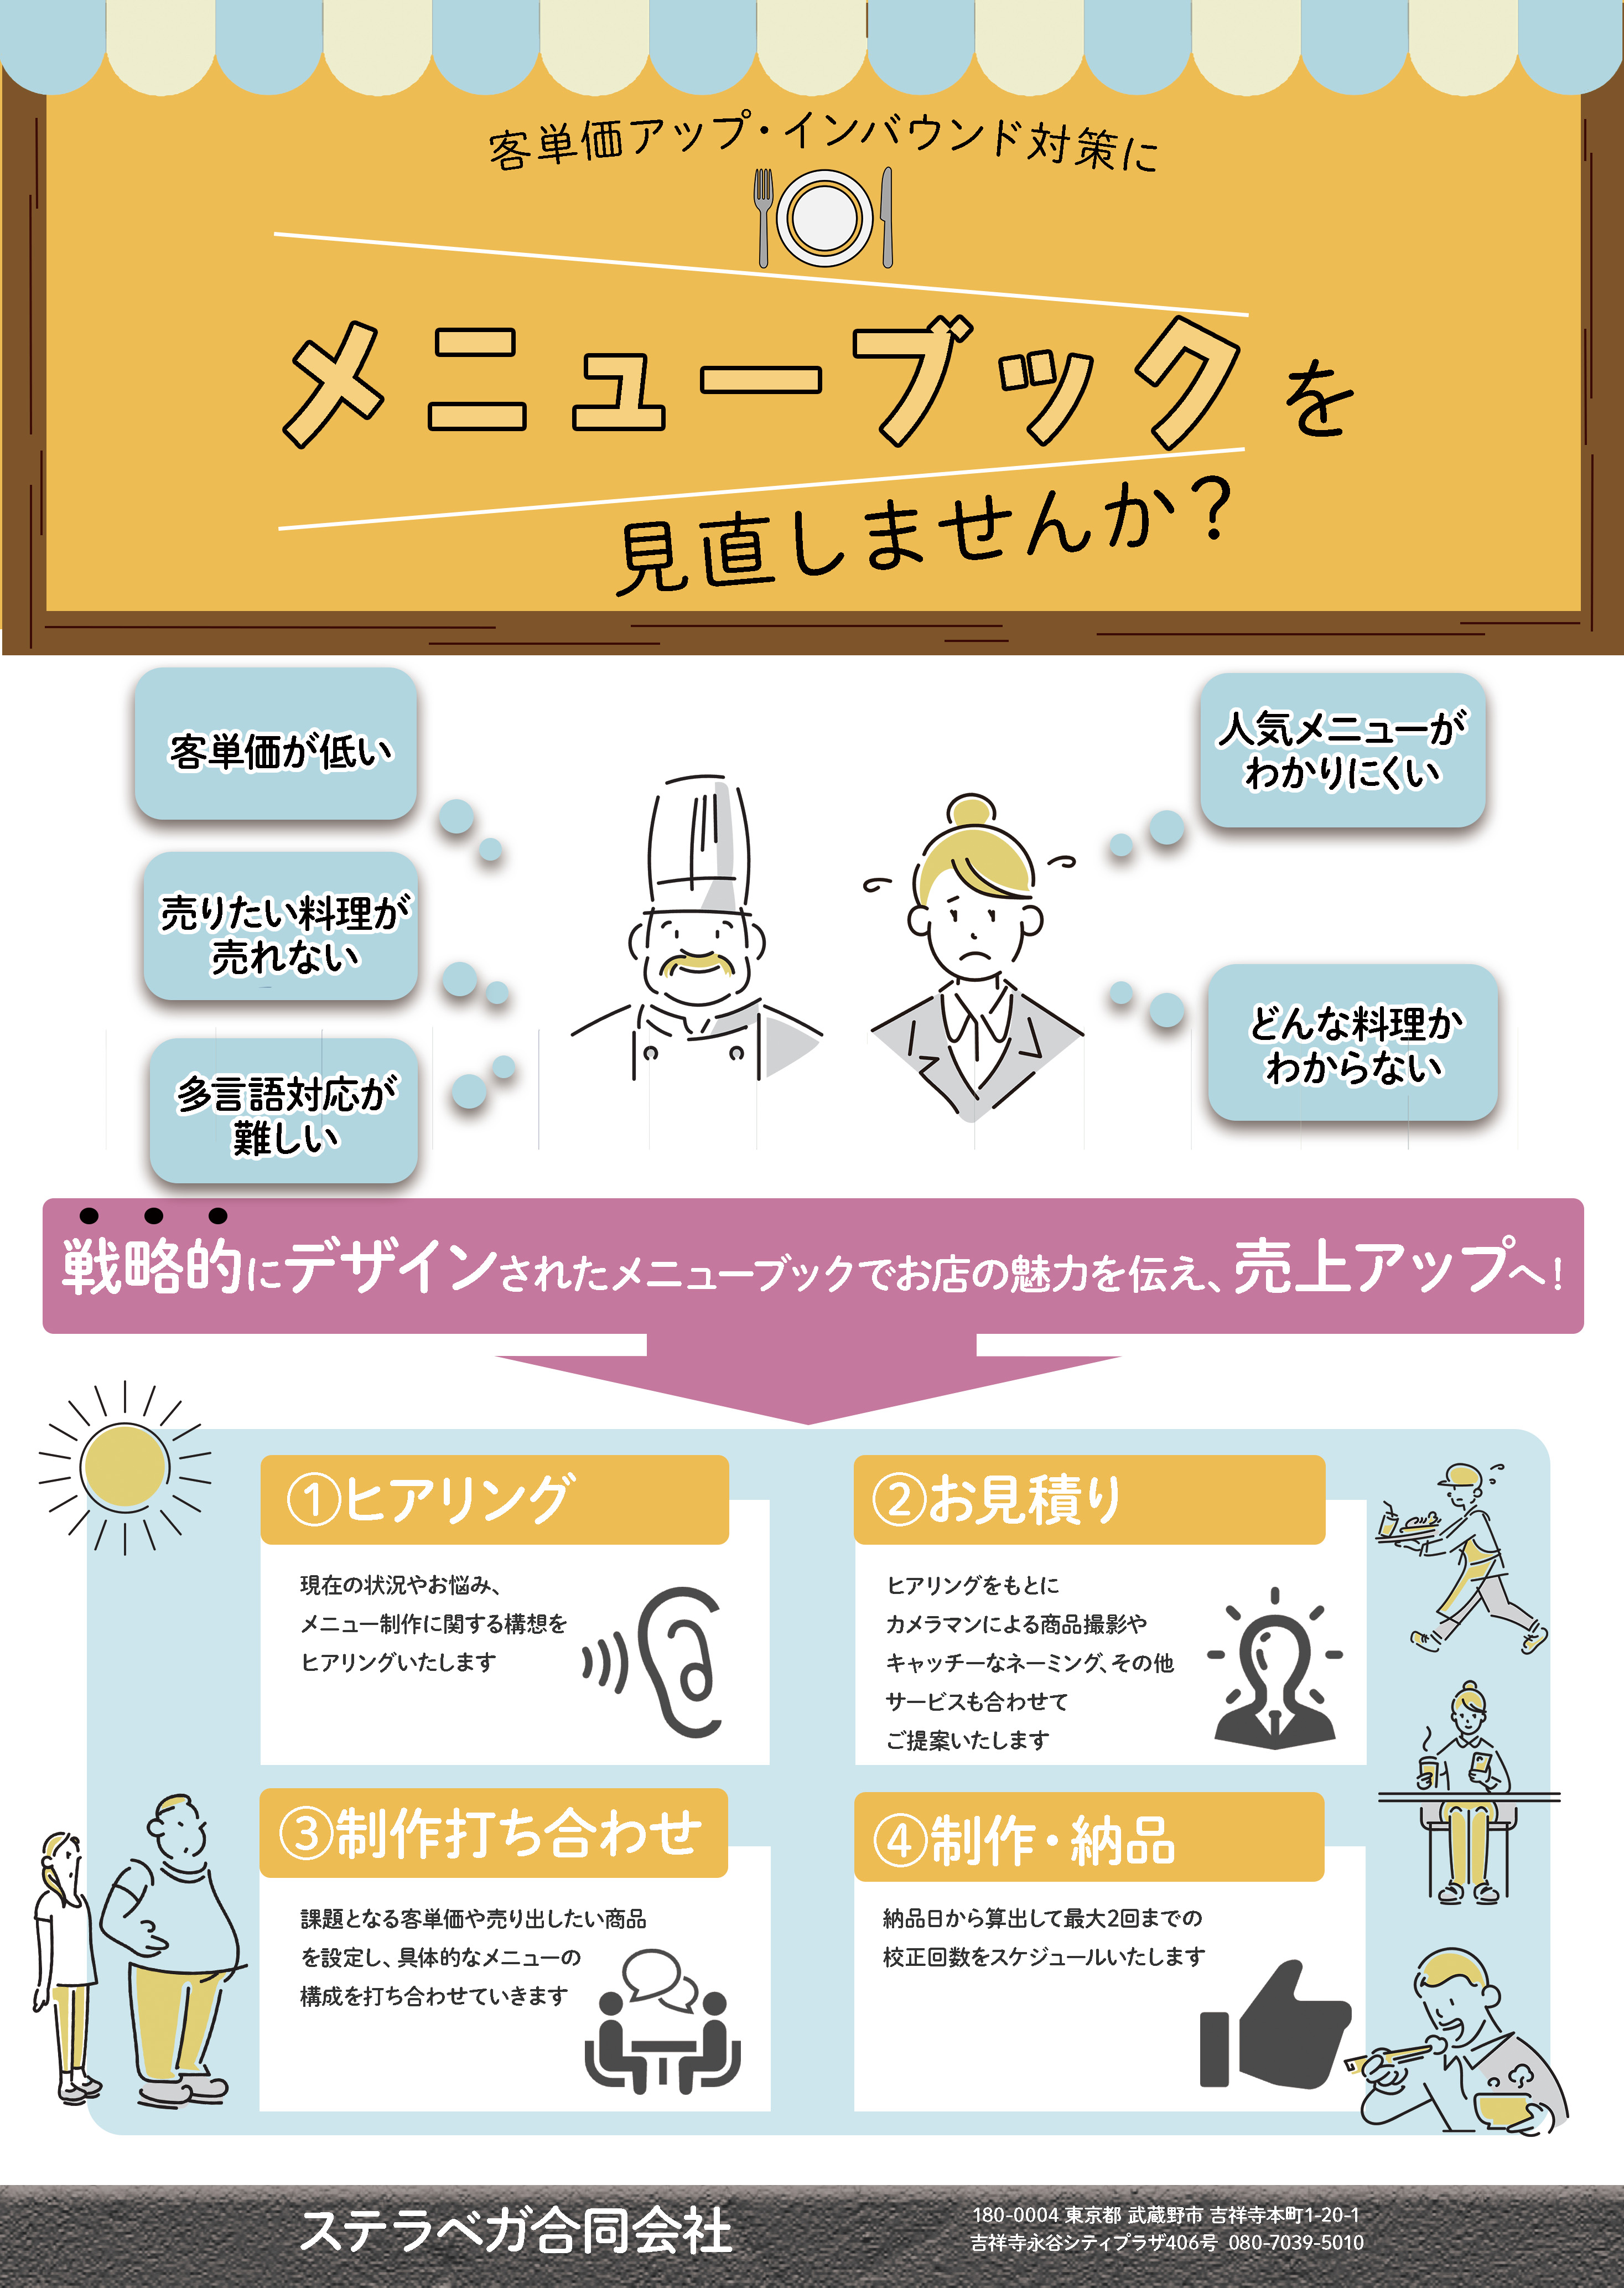 客単価アップ・インバウンド対策に
メニューブックを
見直しませんか?
客単価が低い
売りたい料理が
売れない
多言語対応が
難しい
人気メニューが
わかりにくい
どんな料理か
わからない
戦略的にデザインされたメニューブックでお店の魅力を伝え、売上アップへ!
①ヒアリング
現在の状況やお悩み、
メニュー制作に関する構想を
ヒアリングいたします
②お見積り
ヒアリングをもとに
カメラマンによる商品撮影や
キャッチーなネーミング、その他
サービスも合わせて
ご提案いたします
③制作打ち合わせ
課題となる客単価や売り出したい商品
を設定し、具体的なメニューの
構成を打ち合わせていきます
④制作・納品
納品日から算出して最大2回までの
校正回数をスケジュールいたします
ステラベガ合同会社
180-0004 東京都 武蔵野市 吉祥寺本町1-20-1
吉祥寺永谷シティプラザ406号 080-7039-5010